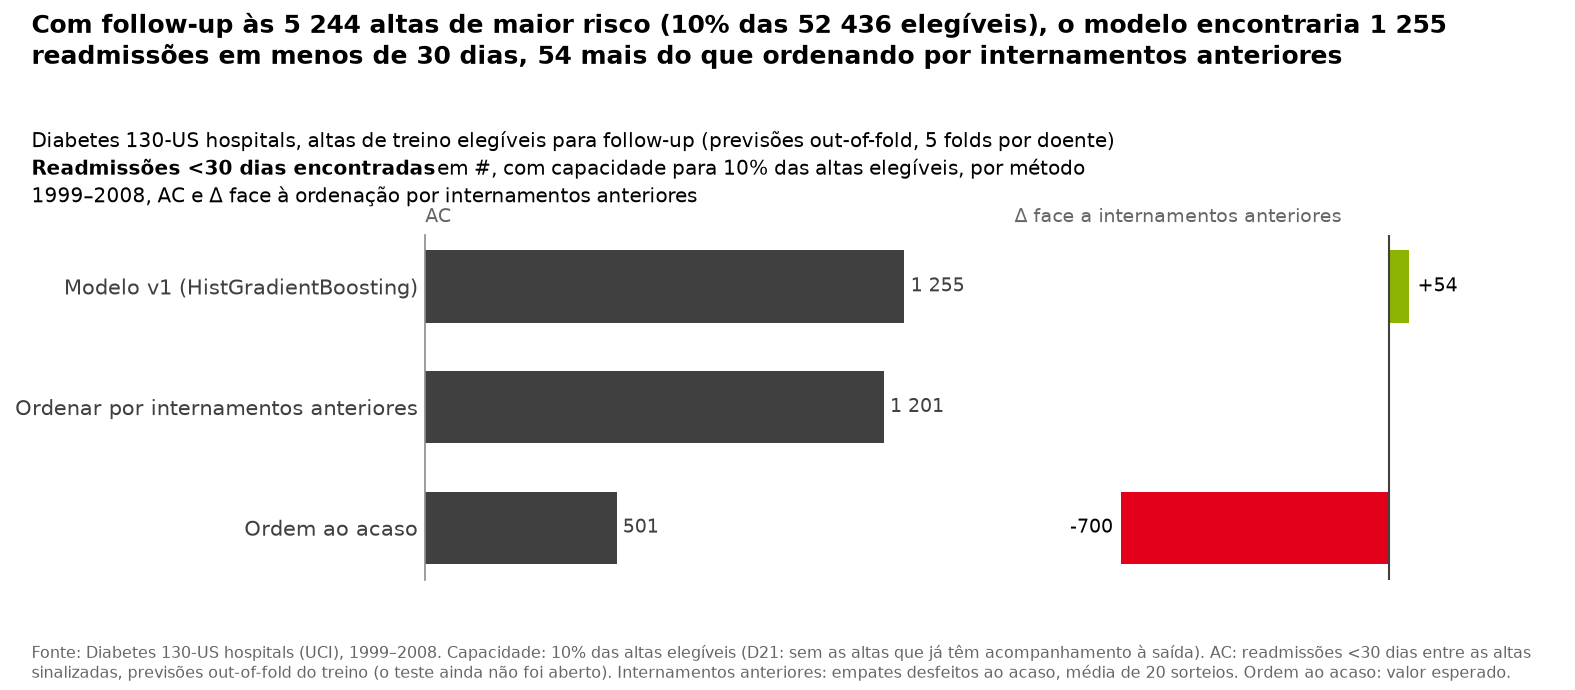 Com follow-up às 5 244 altas de maior risco (10% das 52 436 elegíveis), o modelo encontraria 1 255
readmissões em menos de 30 dias, 54 mais do que ordenando por internamentos anteriores
Diabetes 130-US hospitals, altas de treino elegíveis para follow-up (previsões out-of-fold, 5 folds por doente)
Readmissões <30 dias encontradas em #, com capacidade para 10% das altas elegíveis, por método
1999–2008, AC e Δ face à ordenação por internamentos anteriores
AC
Δ face a internamentos anteriores
Modelo v1 (HistGradientBoosting)
1 255
+54
Ordenar por internamentos anteriores
1 201
Ordem ao acaso
501
-700
Fonte: Diabetes 130-US hospitals (UCI), 1999–2008. Capacidade: 10% das altas elegíveis (D21: sem as altas que já têm acompanhamento à saída). AC: readmissões <30 dias entre as altas
sinalizadas, previsões out-of-fold do treino (o teste ainda não foi aberto). Internamentos anteriores: empates desfeitos ao acaso, média de 20 sorteios. Ordem ao acaso: valor esperado.